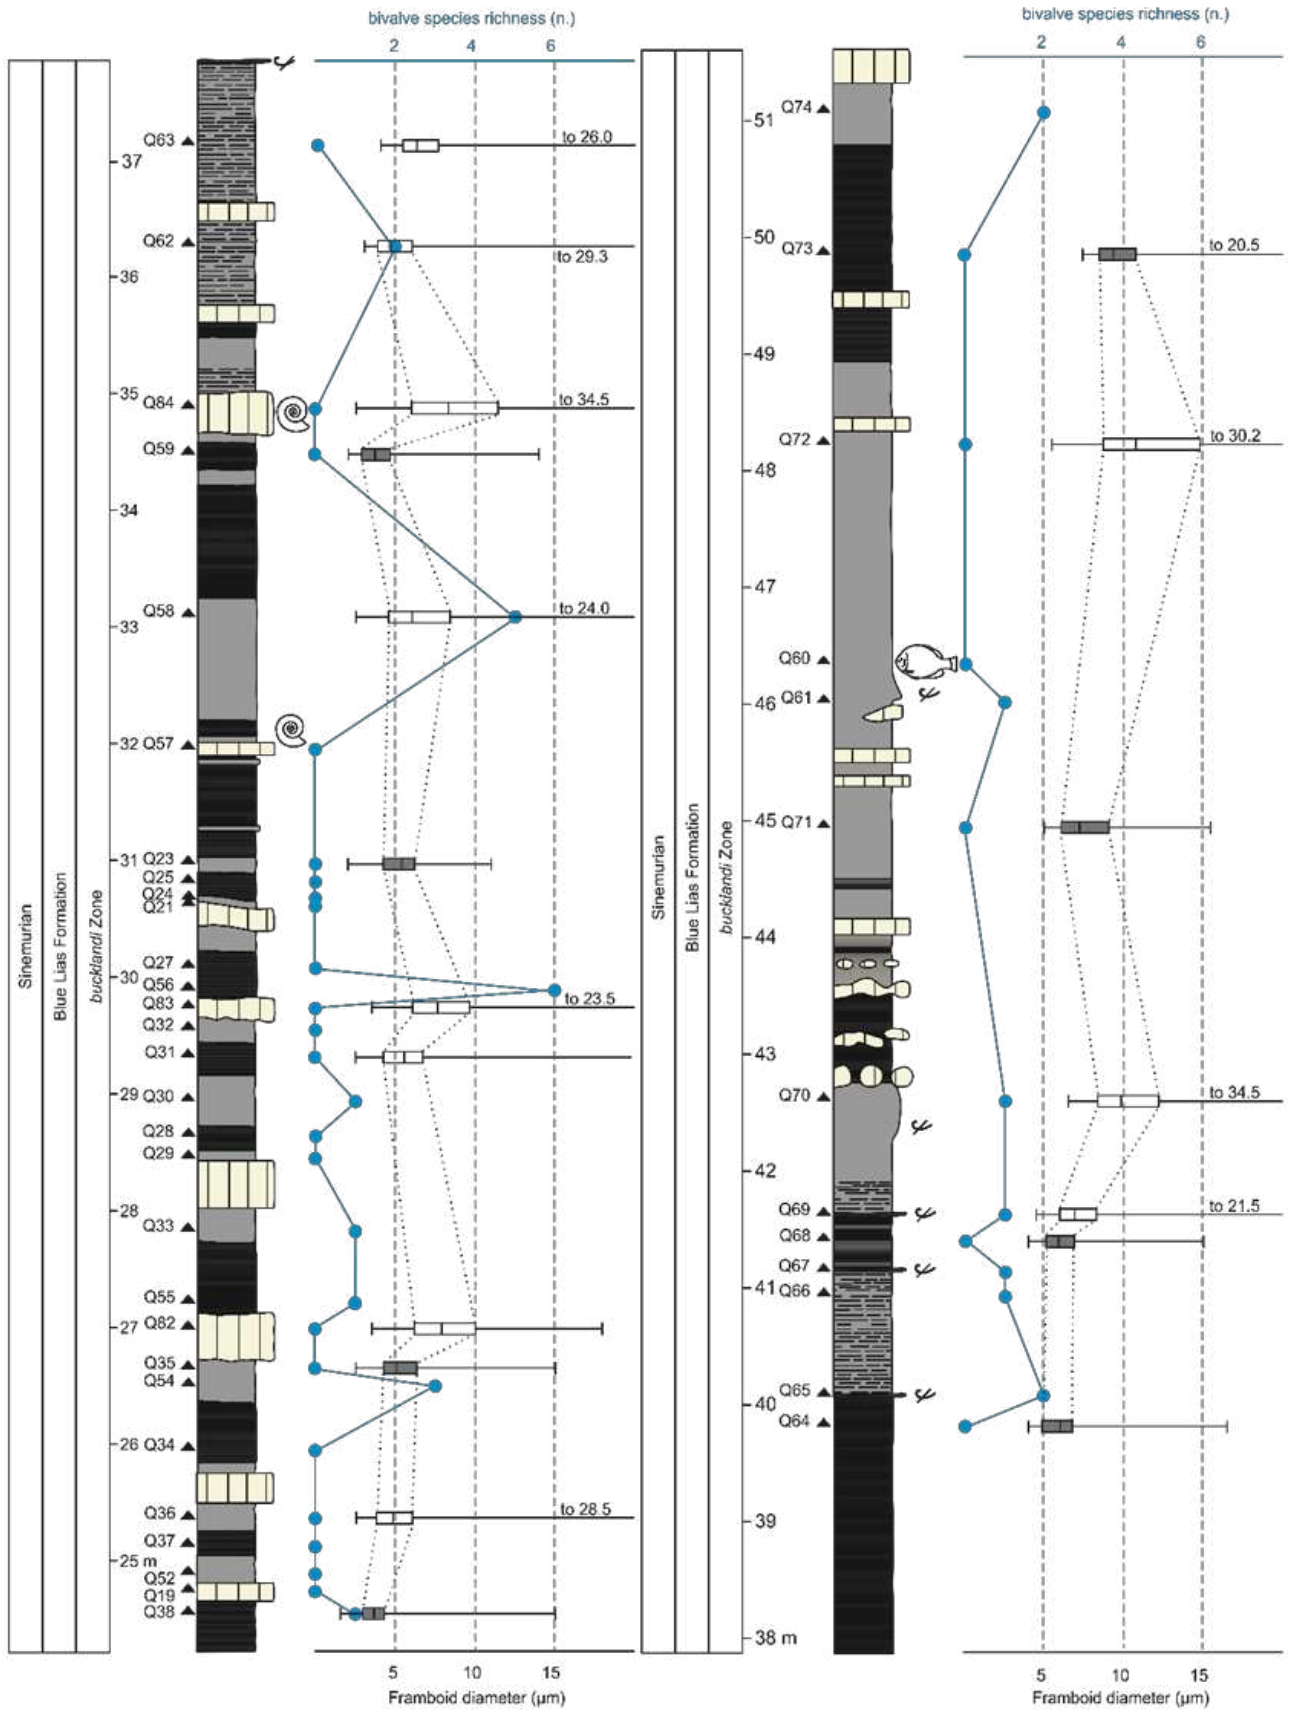 bivalve species richness (n.)
2 4 6
Sinemurian
Blue Lias Formation
bucklandi Zone
Q63
37
to 26.0
Q62
to 29.3
36
35
Q84
to 34.5
Q59
34
Q58
to 24.0
33
32 Q57
31 Q23
Q25
Q24
Q21
Q27
30
Q56
Q83
to 23.5
Q32
Q31
29 Q30
Q28
Q29
28
Q33
Q55
27 Q82
Q35
Q54
26 Q34
Q36
to 28.5
Q37
25 m
Q52
Q19
Q38
5 10 15
Framboid diameter (µm)
bivalve species richness (n.)
2 4 6
Sinemurian
Blue Lias Formation
bucklandi Zone
51 Q74
50
Q73
to 20.5
49
Q72
to 30.2
48
47
Q60
46 Q61
45 Q71
44
43
Q70
to 34.5
42
Q69
to 21.5
Q68
Q67
41 Q66
Q65
40
Q64
39
38 m
5 10 15
Framboid diameter (µm)